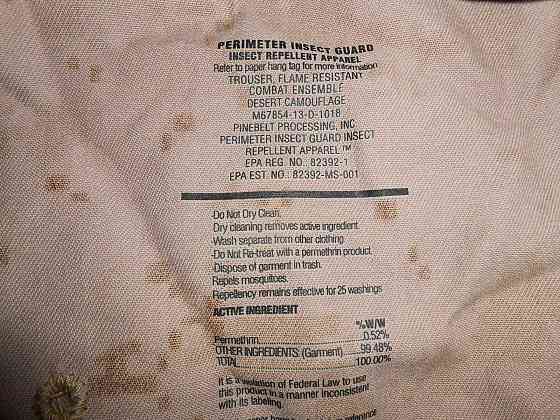 PERIMETER INSECT GUARD
INSECT REPELLENT APPAREL
Refer to paper hang tag for more information
TROUSER, FLAME RESISTANT
COMBAT ENSEMBLE
DESERT CAMOUFLAGE
M67854-13-D-1018
PINEBELT PROCESSING, INC
PERIMETER INSECT GUARD INSECT
REPELLENT APPAREL™
EPA REG. NO.: 82392-1
EPA EST. NO.: 82392-MS-001
Do Not Dry Clean.
Dry cleaning removes active ingredient.
Wash separate from other clothing
Do Not Re-treat with a permethrin product.
Dispose of garment in trash.
Repels mosquitoes.
Repellency remains effective for 25 washings
ACTIVE INGREDIENT
%W/W
Permethrin 0.52%
OTHER INGREDIENTS: (Garment) 99.48%
TOTAL 100.00%
It is a violation of Federal Law to use
this product in a manner inconsistent
with its labeling.
reference